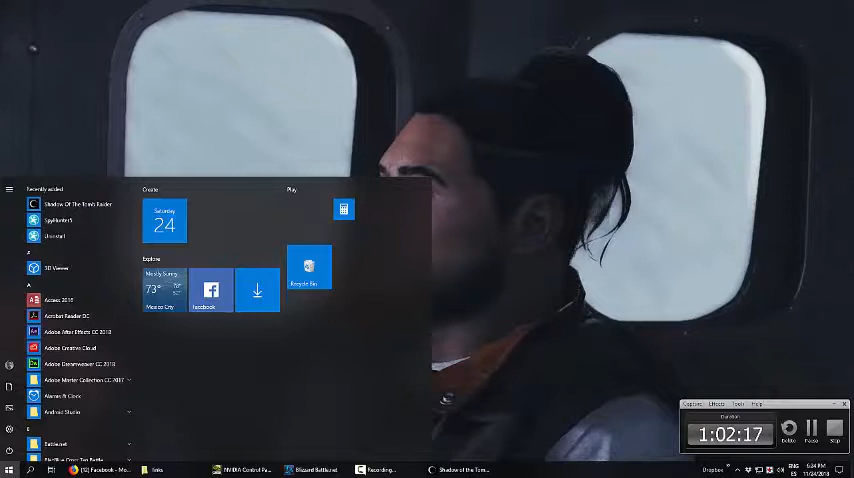 Recently added
Create
Play
Shadow Of The Tomb Raider
SpyHunter5
Uninstall
Saturday
24
#
3D Viewer
Explore
Mostly Sunny
73°
Mexico City
Facebook
Recycle Bin
A
Access 2016
Acrobat Reader DC
Adobe After Effects CC 2018
Adobe Creative Cloud
Adobe Dreamweaver CC 2018
Adobe Master Collection CC 2017
Alarms & Clock
Android Studio
B
Battle.net
Capture Effects Tools Help
Duration
1:02:17
Delete
Pause
Stop
(12) Facebook - Mo...
links
NVIDIA Control Pa...
Blizzard Battle.net
Recording...
Shadow of the Tom...
Dropbox
ENG
ES
6:24 PM
11/24/2018